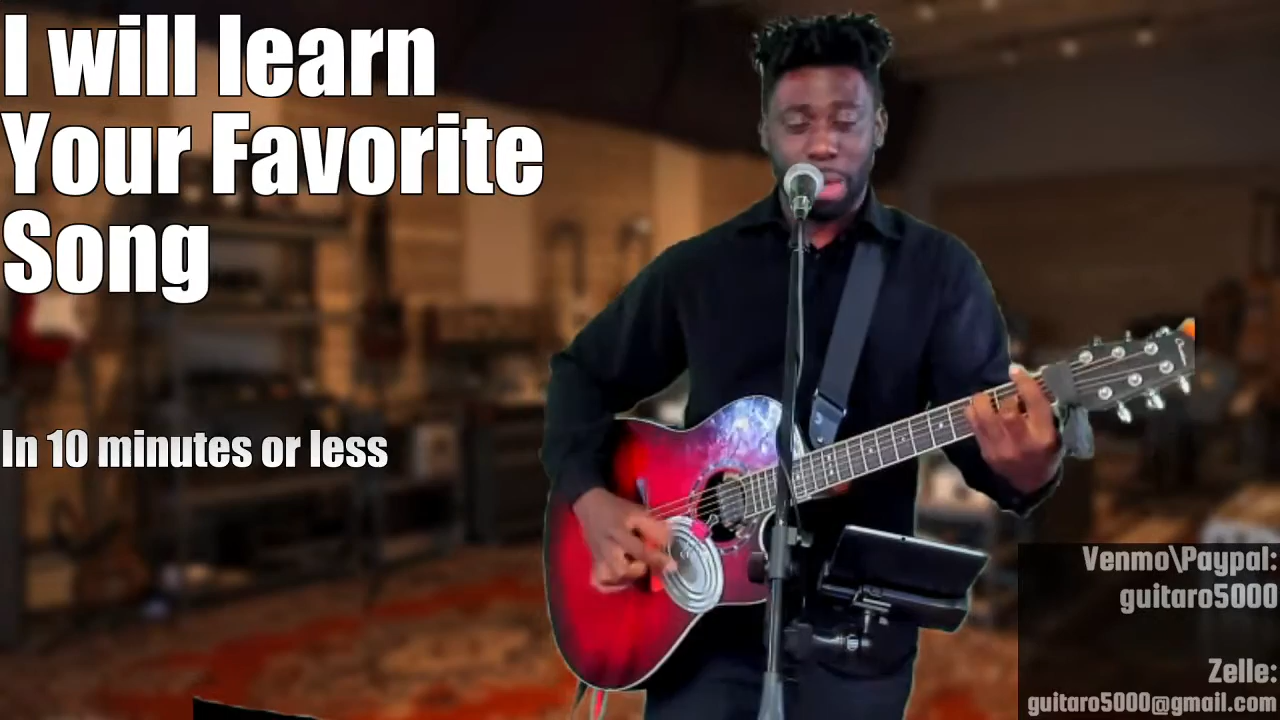 I will learn
Your Favorite
Song
In 10 minutes or less
Venmo\Paypal:
guitaro5000
Zelle:
guitaro5000@gmail.com